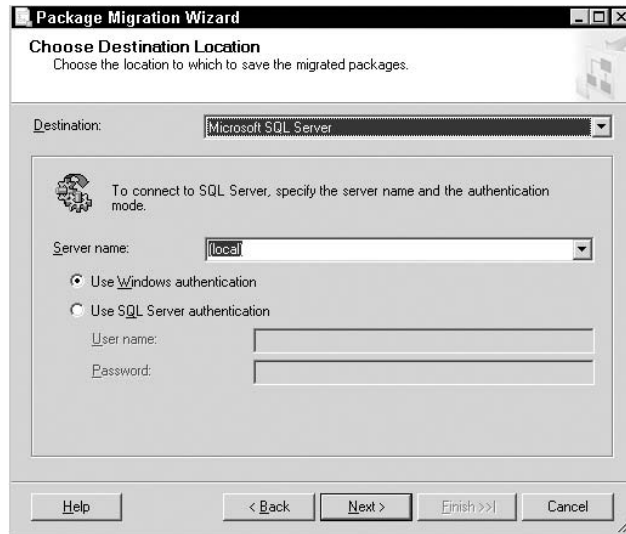 Package Migration Wizard
Choose Destination Location
Choose the location to which to save the migrated packages.
Destination:
Microsoft SQL Server
To connect to SQL Server, specify the server name and the authentication
mode.
Server name:
(local)
Use Windows authentication
Use SQL Server authentication
User name:
Password:
Help
< Back
Next >
Finish >>|
Cancel